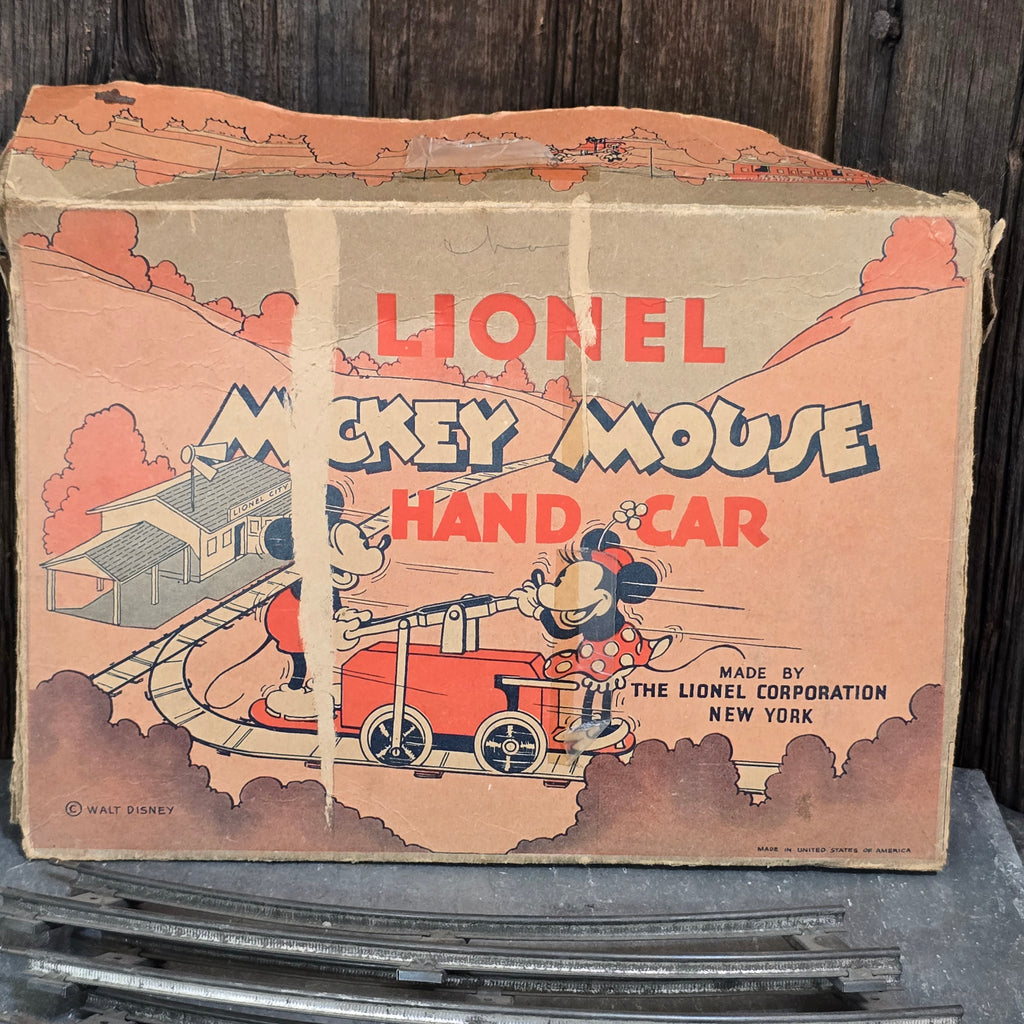 LIONEL
MICKEY MOUSE
HAND CAR
LIONEL CITY
MADE BY
THE LIONEL CORPORATION
NEW YORK
© WALT DISNEY
MADE IN UNITED STATES OF AMERICA